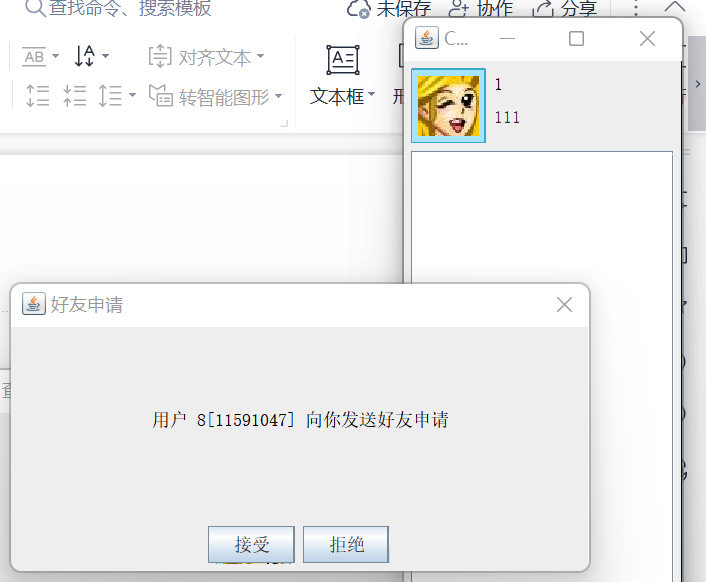 查找命令、搜索模板
未保存 协作 分享
AB A 对齐文本
转智能图形
文本框
C...
1
111
好友申请
用户 8[11591047] 向你发送好友申请
接受 拒绝